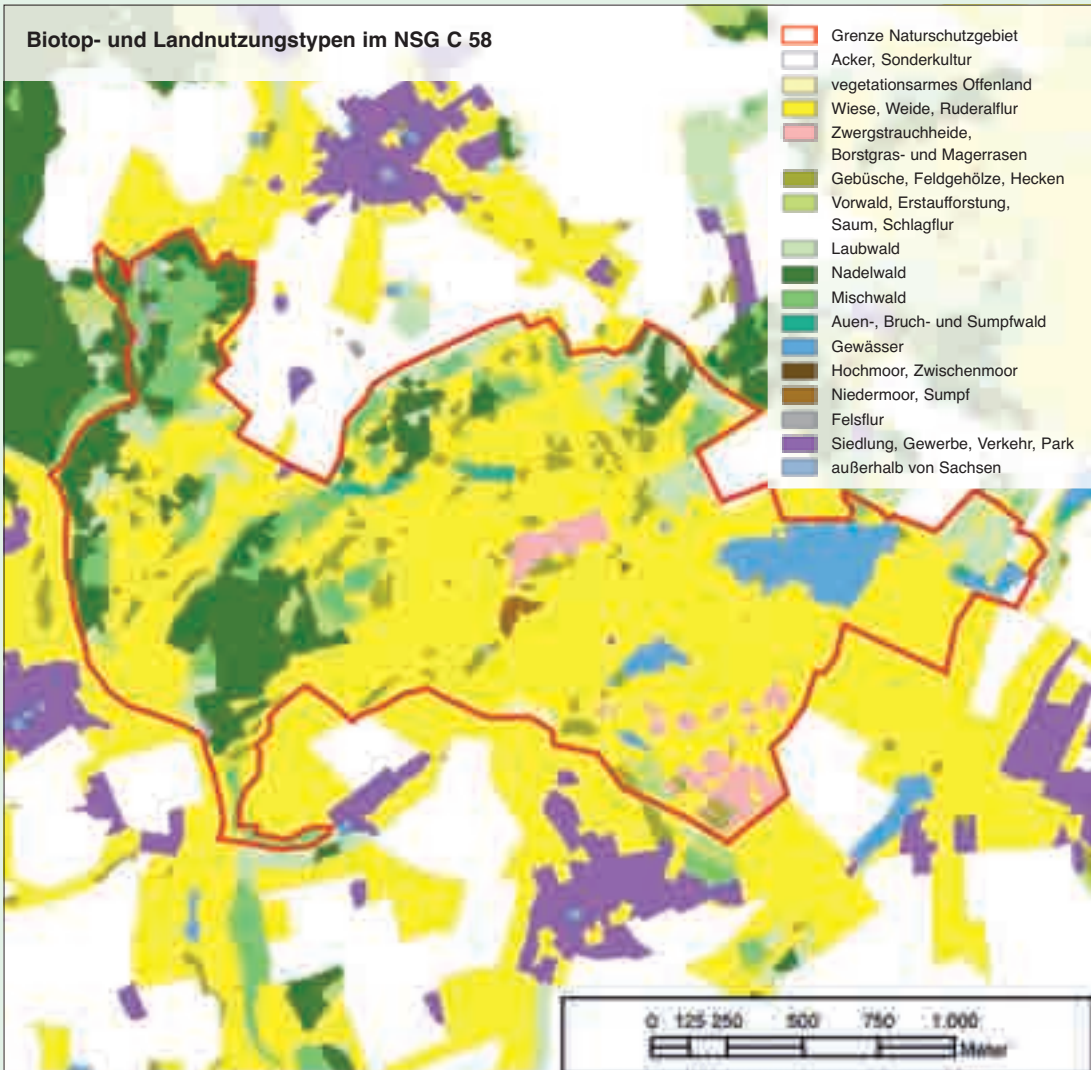 Biotop- und Landnutzungstypen im NSG C 58
Grenze Naturschutzgebiet
Acker, Sonderkultur
vegetationsarmes Offenland
Wiese, Weide, Ruderalflur
Zwergstrauchheide,
Borstgras- und Magerrasen
Gebüsche, Feldgehölze, Hecken
Vorwald, Erstaufforstung,
Saum, Schlagflur
Laubwald
Nadelwald
Mischwald
Auen-, Bruch- und Sumpfwald
Gewässer
Hochmoor, Zwischenmoor
Niedermoor, Sumpf
Felsflur
Siedlung, Gewerbe, Verkehr, Park
außerhalb von Sachsen
0 125 250 500 750 1.000
Meter